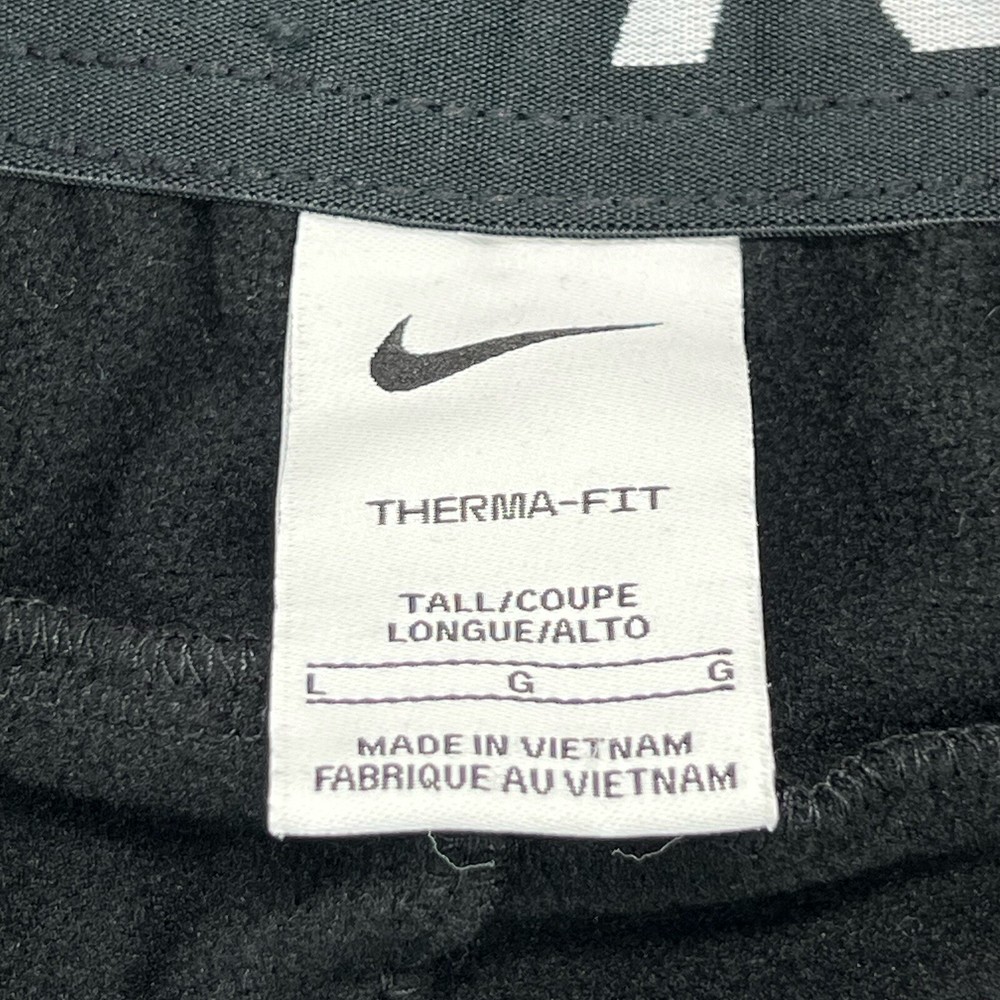 THERMA-FIT
TALL/COUPE
LONGUE/ALTO
L G G
MADE IN VIETNAM
FABRIQUE AU VIETNAM